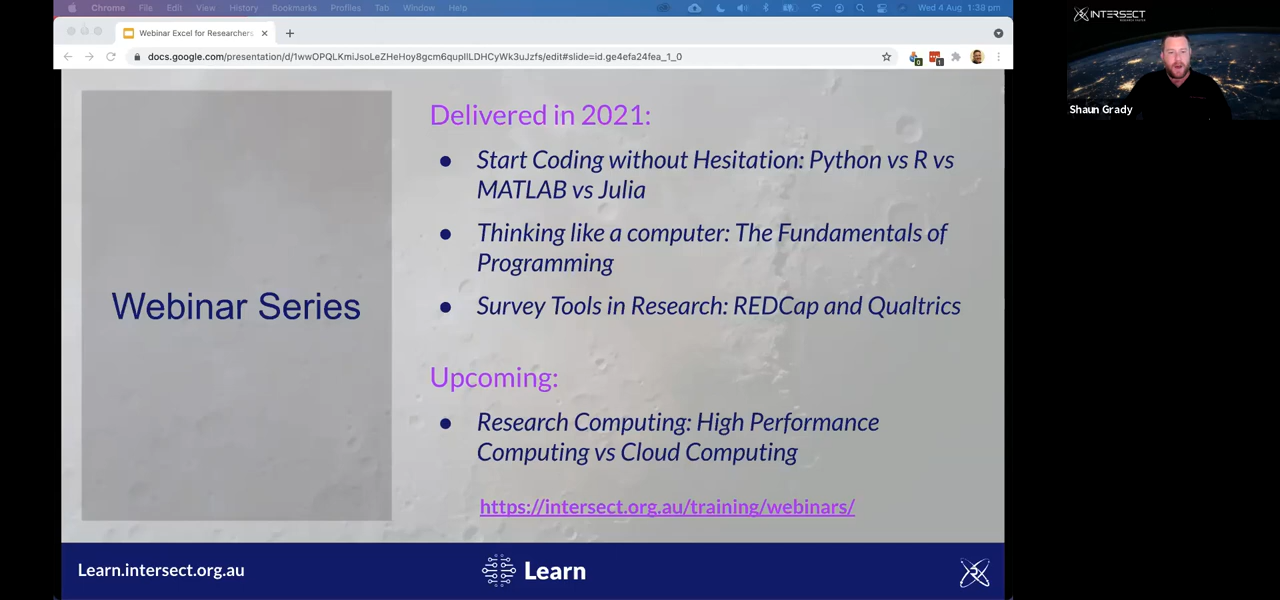 Chrome File Edit View History Bookmarks Profiles Tab Window Help Wed 4 Aug 1:38 pm
Webinar Excel for Researchers
docs.google.com/presentation/d/1wwOPQLKmiJsoLeZHeHoy8gcm6qupIlLDHCyWk3uJzfs/edit#slide=id.ge4efa24fea_1_0
INTERSECT
Shaun Grady
Webinar Series
Delivered in 2021:
● Start Coding without Hesitation: Python vs R vs
MATLAB vs Julia
● Thinking like a computer: The Fundamentals of
Programming
● Survey Tools in Research: REDCap and Qualtrics
Upcoming:
● Research Computing: High Performance
Computing vs Cloud Computing
https://intersect.org.au/training/webinars/
Learn.intersect.org.au
Learn